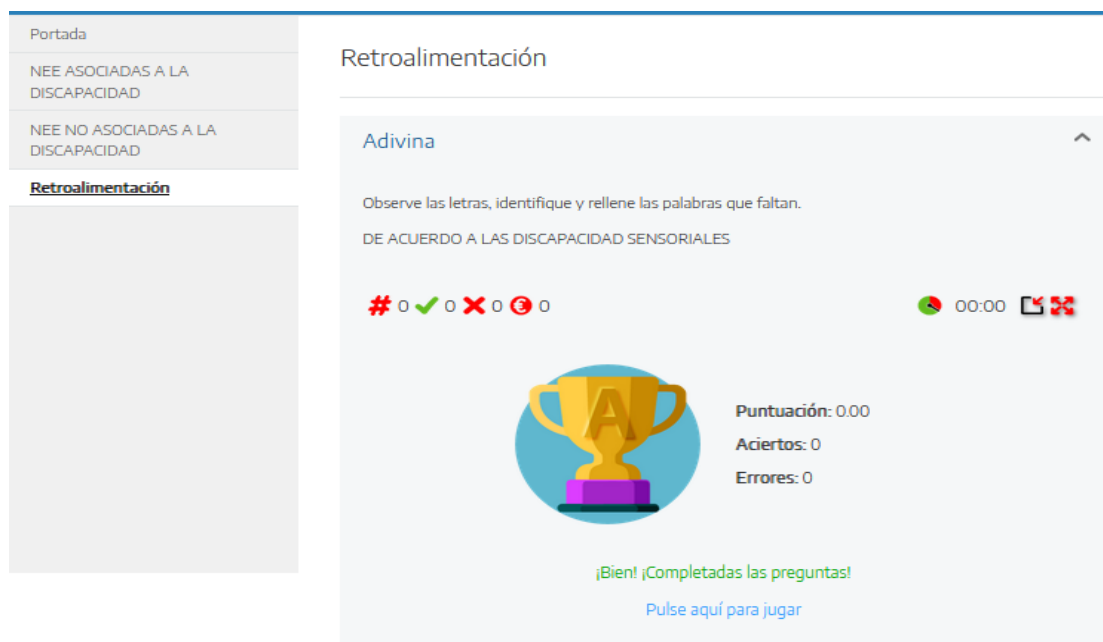 Portada
NEE ASOCIADAS A LA
DISCAPACIDAD
NEE NO ASOCIADAS A LA
DISCAPACIDAD
Retroalimentación
Retroalimentación
Adivina
Observe las letras, identifique y rellene las palabras que faltan.
DE ACUERDO A LAS DISCAPACIDAD SENSORIALES
# 0 0 0 0
00:00
A
Puntuación: 0.00
Aciertos: 0
Errores: 0
¡Bien! ¡Completadas las preguntas!
Pulse aquí para jugar